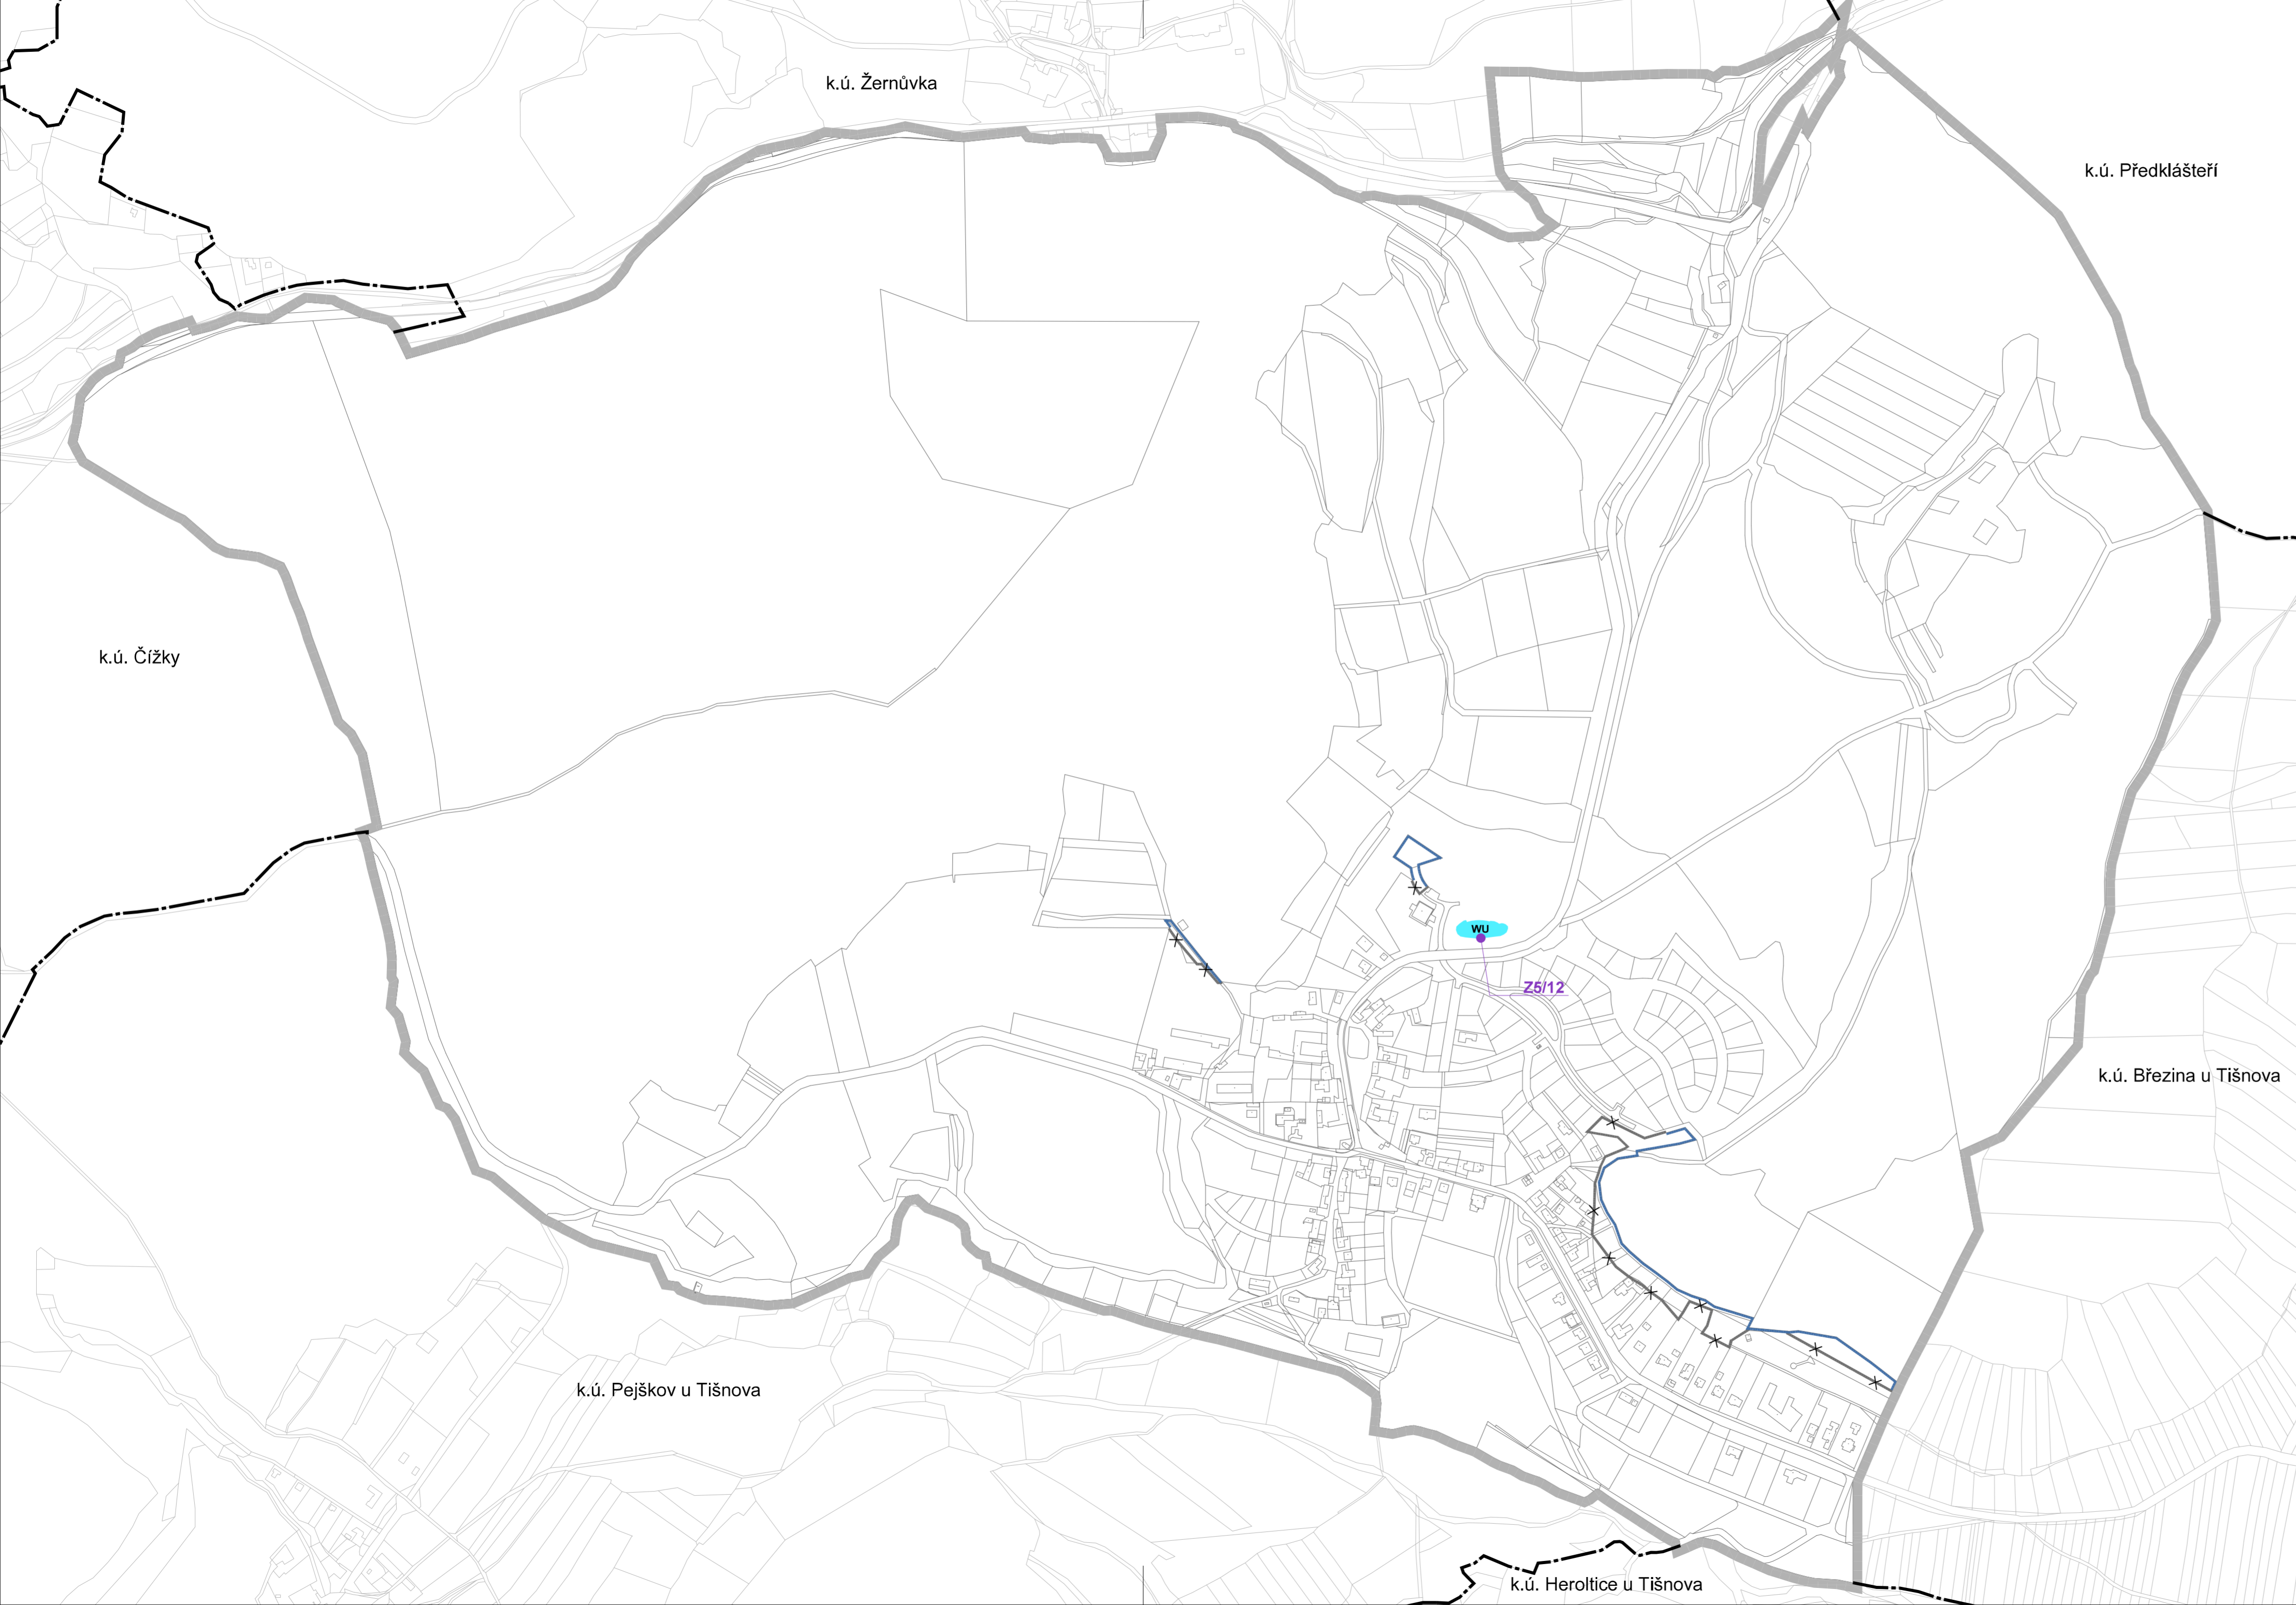 k.ú. Žernůvka
k.ú. Předklášteří
k.ú. Čížky
WU
Z5/12
k.ú. Březina u Tišnova
k.ú. Pejškov u Tišnova
k.ú. Heroltice u Tišnova